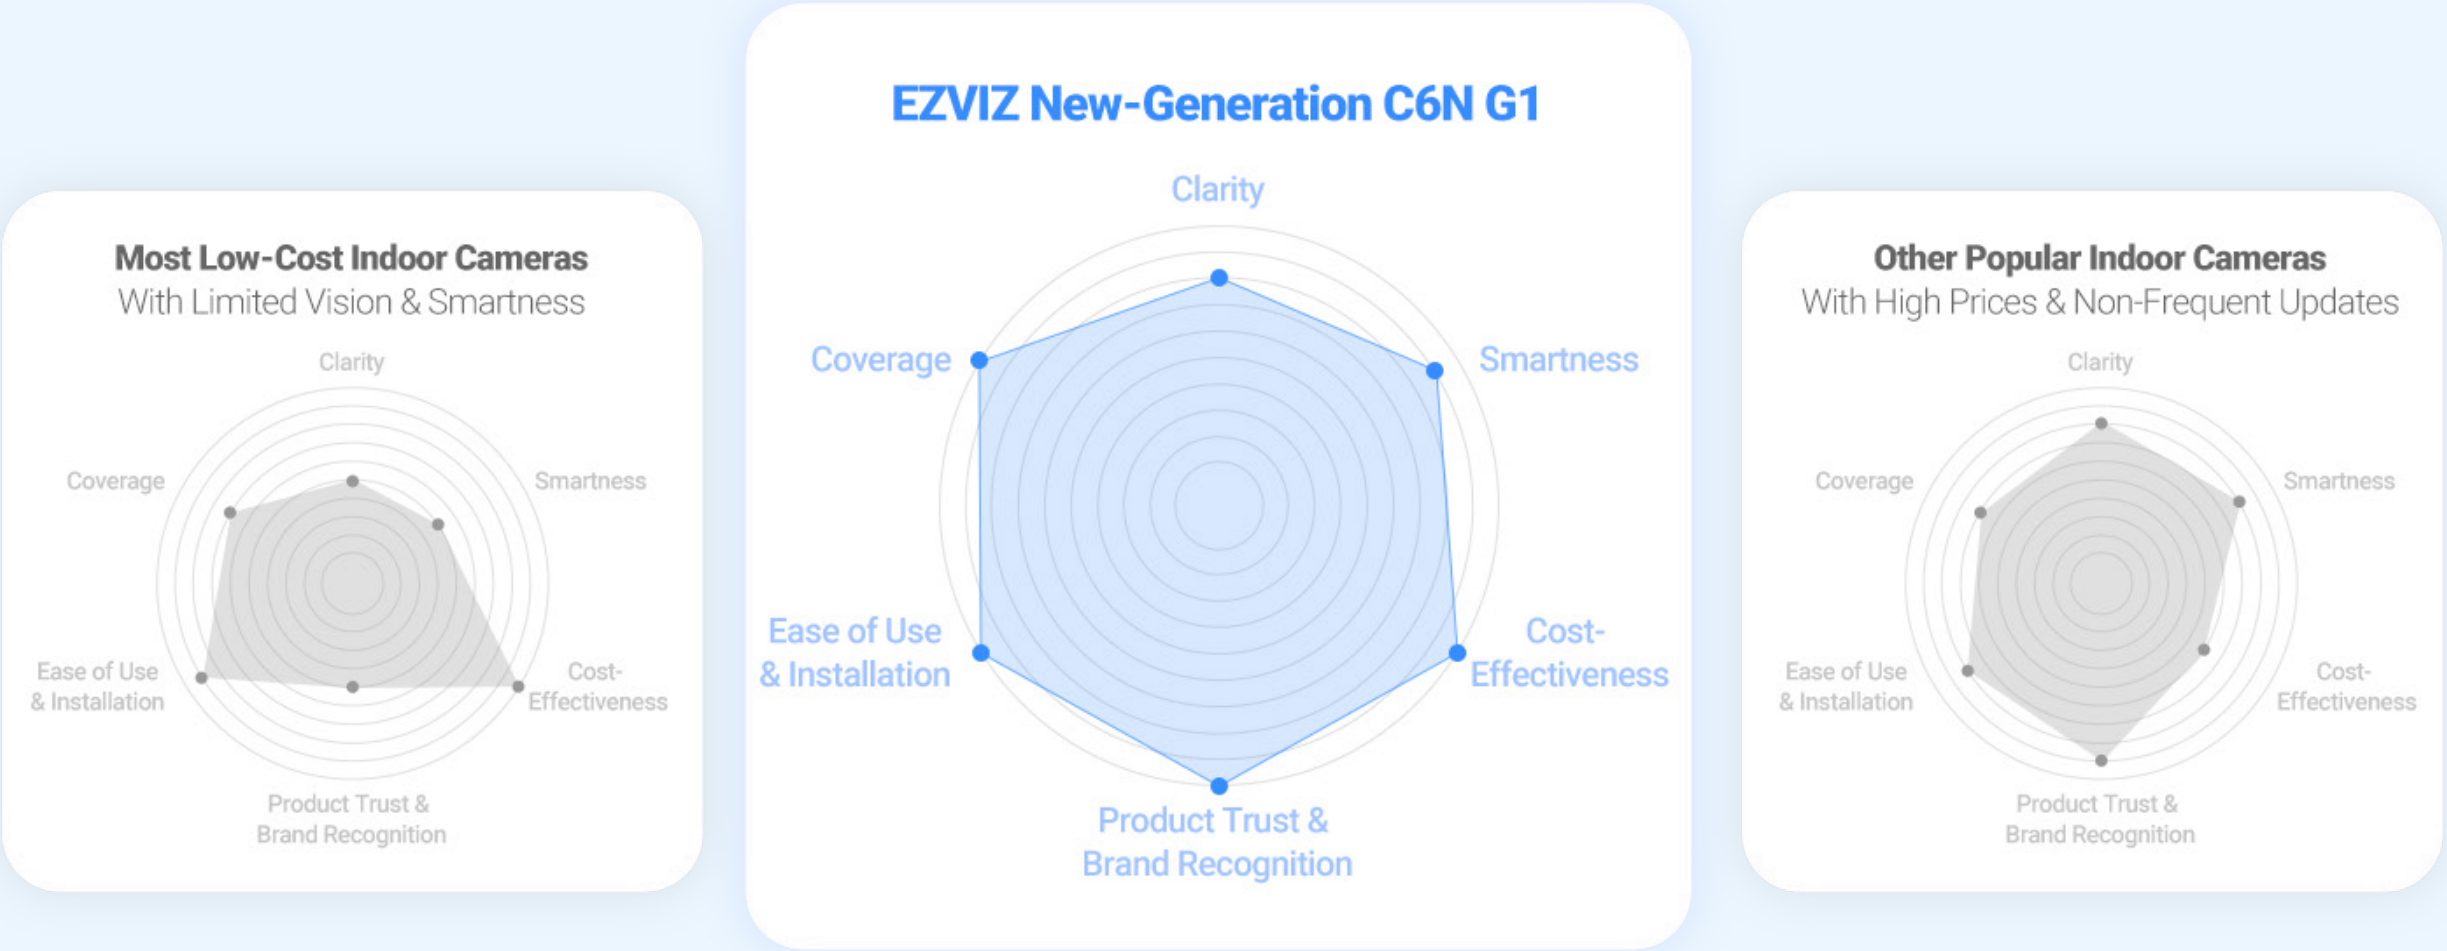 Most Low-Cost Indoor Cameras
With Limited Vision & Smartness
Clarity
Coverage
Smartness
Ease of Use
& Installation
Cost-
Effectiveness
Product Trust &
Brand Recognition
EZVIZ New-Generation C6N G1
Clarity
Coverage
Smartness
Ease of Use
& Installation
Cost-
Effectiveness
Product Trust &
Brand Recognition
Other Popular Indoor Cameras
With High Prices & Non-Frequent Updates
Clarity
Coverage
Smartness
Ease of Use
& Installation
Cost-
Effectiveness
Product Trust &
Brand Recognition